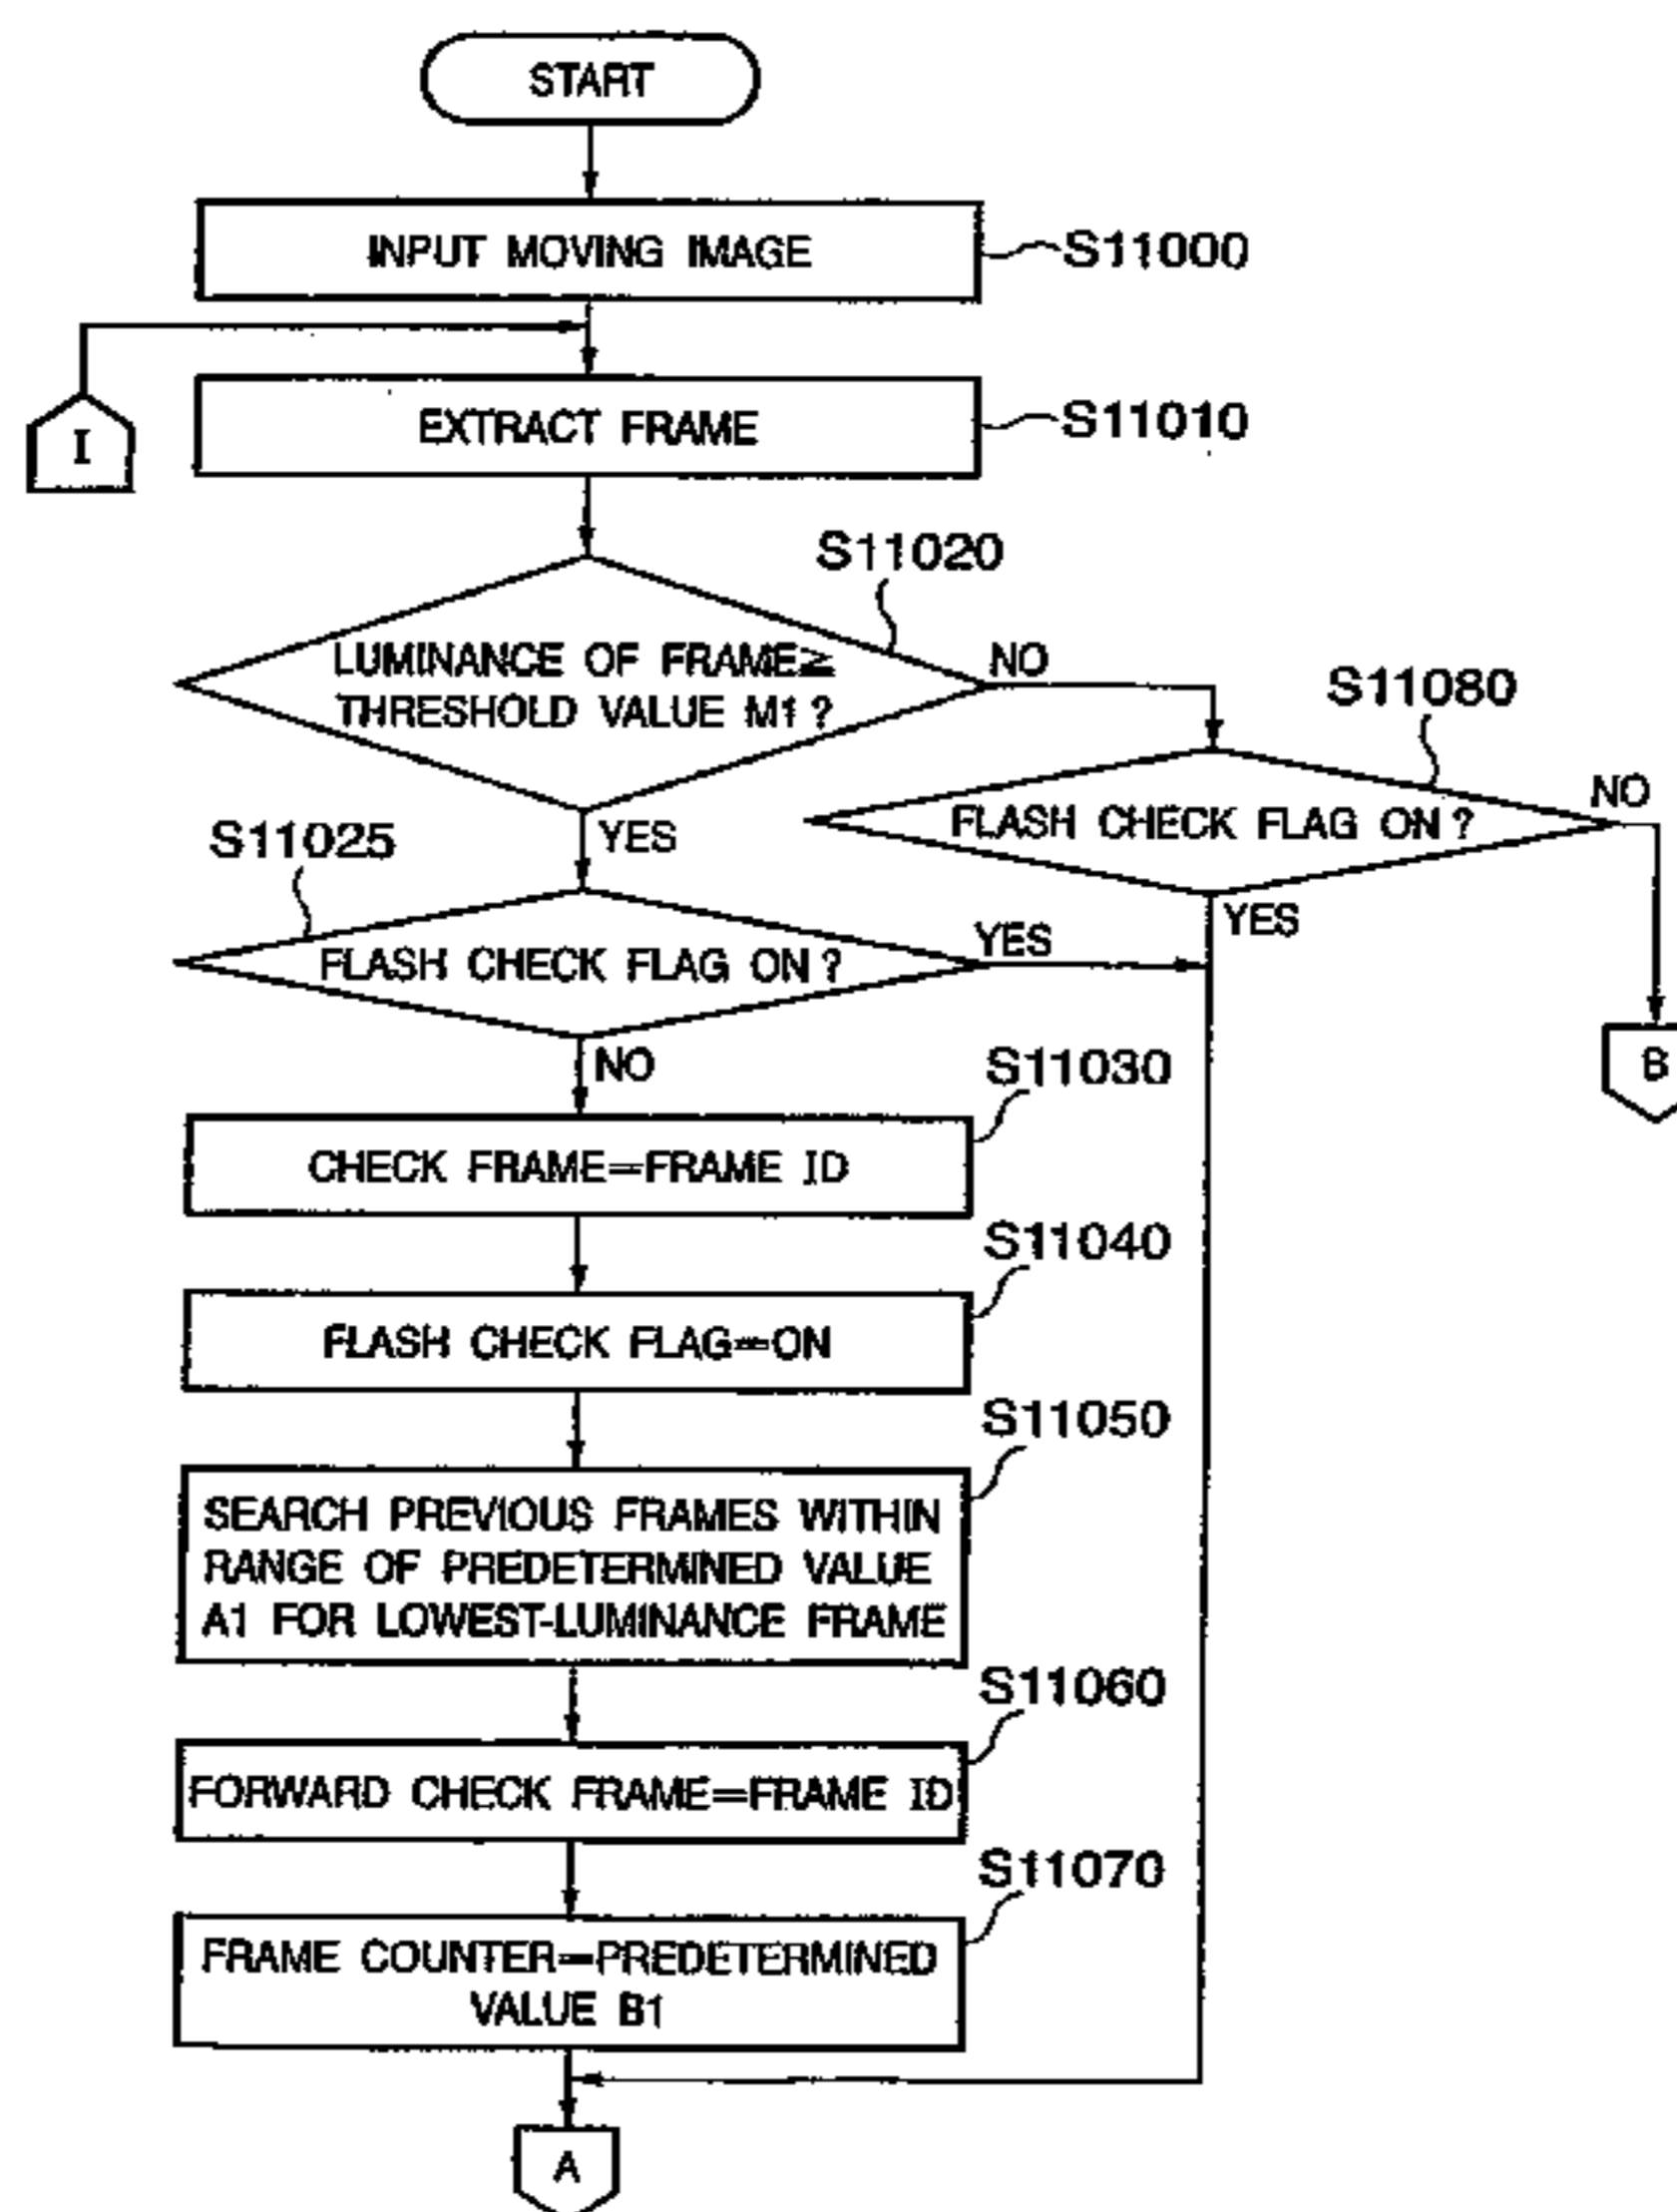 START
INPUT MOVING IMAGE
S11000
I
EXTRACT FRAME
S11010
S11020
LUMINANCE OF FRAME≧
THRESHOLD VALUE M1?
NO
YES
S11080
FLASH CHECK FLAG ON?
NO
YES
S11025
FLASH CHECK FLAG ON?
YES
NO
B
S11030
CHECK FRAME=FRAME ID
S11040
FLASH CHECK FLAG=ON
S11050
SEARCH PREVIOUS FRAMES WITHIN
RANGE OF PREDETERMINED VALUE
A1 FOR LOWEST-LUMINANCE FRAME
S11060
FORWARD CHECK FRAME=FRAME ID
S11070
FRAME COUNTER=PREDETERMINED
VALUE B1
A